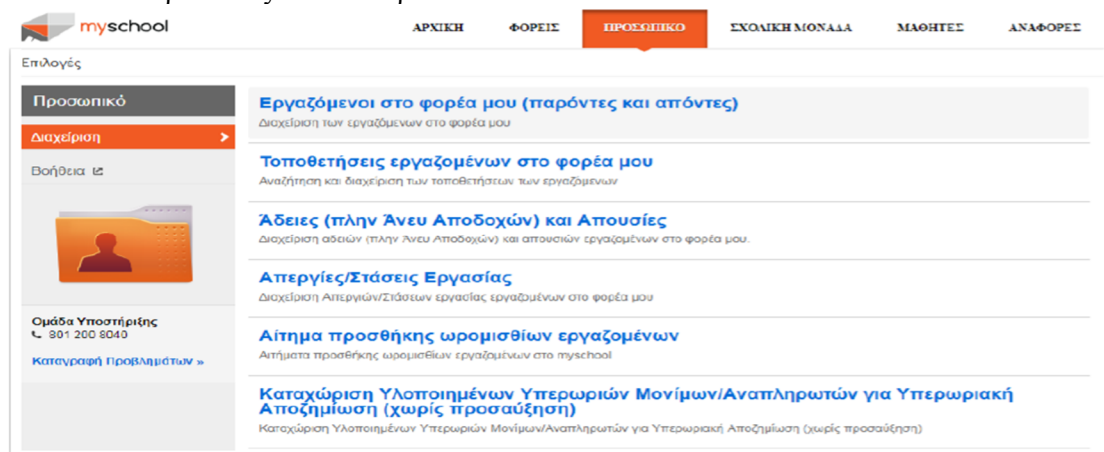 myschool
ΑΡΧΙΚΗ ΦΟΡΕΙΣ ΠΡΟΣΩΠΙΚΟ ΣΧΟΛΙΚΗ ΜΟΝΑΔΑ ΜΑΘΗΤΕΣ ΑΝΑΦΟΡΕΣ
Επιλογές
Προσωπικό
Διαχείριση
Βοήθεια
Ομάδα Υποστήριξης
801 200 8040
Καταγραφή Προβλημάτων »
Εργαζόμενοι στο φορέα μου (παρόντες και απόντες)
Διαχείριση των εργαζόμενων στο φορέα μου
Τοποθετήσεις εργαζομένων στο φορέα μου
Αναζήτηση και διαχείριση των τοποθετήσεων των εργαζόμενων
Άδειες (πλην Άνευ Αποδοχών) και Απουσίες
Διαχείριση αδειών (πλην Άνευ Αποδοχών) και απουσιών εργαζομένων στο φορέα μου.
Απεργίες/Στάσεις Εργασίας
Διαχείριση Απεργιών/Στάσεων εργασίας εργαζομένων στο φορέα μου
Αίτημα προσθήκης ωρομισθίων εργαζομένων
Αιτήματα προσθήκης ωρομισθίων εργαζομένων στο myschool
Καταχώριση Υλοποιημένων Υπερωριών Μονίμων/Αναπληρωτών για Υπερωριακή
Αποζημίωση (χωρίς προσαύξηση)
Καταχώριση Υλοποιημένων Υπερωριών Μονίμων/Αναπληρωτών για Υπερωριακή Αποζημίωση (χωρίς προσαύξηση)